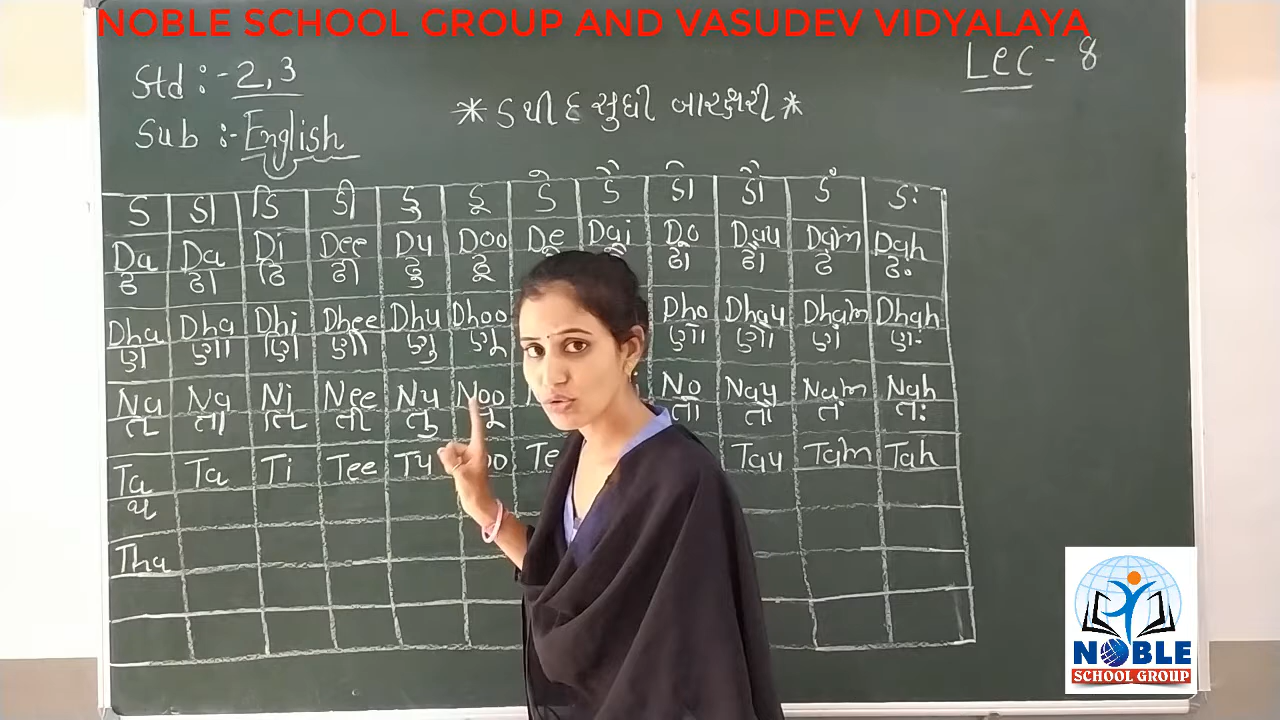 NOBLE SCHOOL GROUP AND VASUDEV VIDYALAYA
Std :- 2, 3
Lec - 8
* ડ થી દ સુધી બારક્ષરી *
Sub :- English
ડ ડા ડિ ડી ડુ ડૂ ડે ડૈ ડો ડૌ ડં ડઃ
Da Da Di Dee Du Doo De Dai Do Dau Dam Dah
ઢ ઢા ઢિ ઢી ઢુ ઢૂ ઢો ઢૌ ઢં ઢઃ
Dha Dha Dhi Dhee Dhu Dhoo Dho Dhau Dham Dhah
ણ ણા ણિ ણી ણુ ણૂ ણો ણૌ ણં ણઃ
Na Na Ni Nee Nu Noo No Nau Nam Nah
ત તા તિ તી તુ તૂ તો તૌ તં તઃ
Ta Ta Ti Tee Tu Te Tau Tam Tah
થ
Tha
NOBLE
SCHOOL GROUP